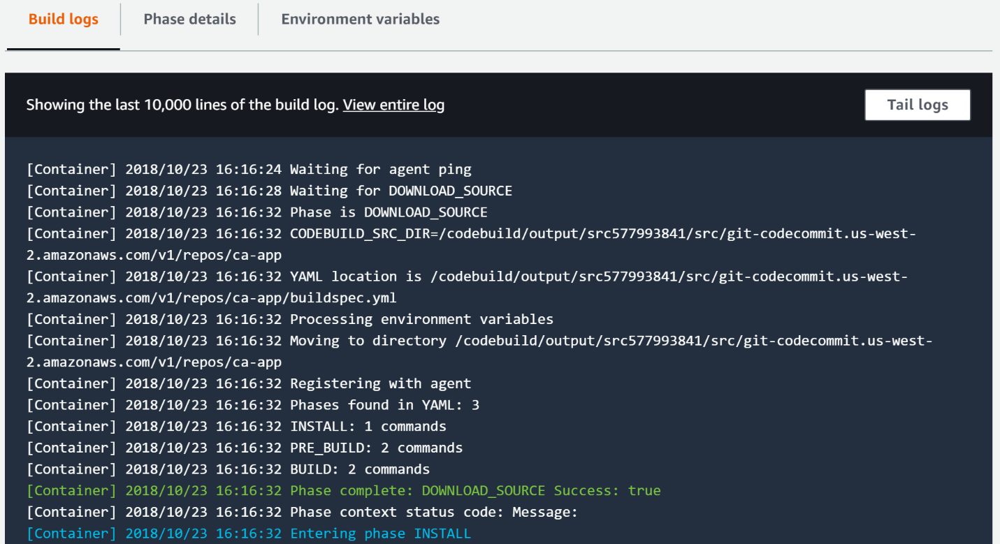 Build logs
Phase details
Environment variables
Showing the last 10,000 lines of the build log. View entire log
Tail logs
[Container] 2018/10/23 16:16:24 Waiting for agent ping
[Container] 2018/10/23 16:16:28 Waiting for DOWNLOAD_SOURCE
[Container] 2018/10/23 16:16:32 Phase is DOWNLOAD_SOURCE
[Container] 2018/10/23 16:16:32 CODEBUILD_SRC_DIR=/codebuild/output/src577993841/src/git-codecommit.us-west-
2.amazonaws.com/v1/repos/ca-app
[Container] 2018/10/23 16:16:32 YAML location is /codebuild/output/src577993841/src/git-codecommit.us-west-
2.amazonaws.com/v1/repos/ca-app/buildspec.yml
[Container] 2018/10/23 16:16:32 Processing environment variables
[Container] 2018/10/23 16:16:32 Moving to directory /codebuild/output/src577993841/src/git-codecommit.us-west-
2.amazonaws.com/v1/repos/ca-app
[Container] 2018/10/23 16:16:32 Registering with agent
[Container] 2018/10/23 16:16:32 Phases found in YAML: 3
[Container] 2018/10/23 16:16:32 INSTALL: 1 commands
[Container] 2018/10/23 16:16:32 PRE_BUILD: 2 commands
[Container] 2018/10/23 16:16:32 BUILD: 2 commands
[Container] 2018/10/23 16:16:32 Phase complete: DOWNLOAD_SOURCE Success: true
[Container] 2018/10/23 16:16:32 Phase context status code: Message:
[Container] 2018/10/23 16:16:32 Entering phase INSTALL